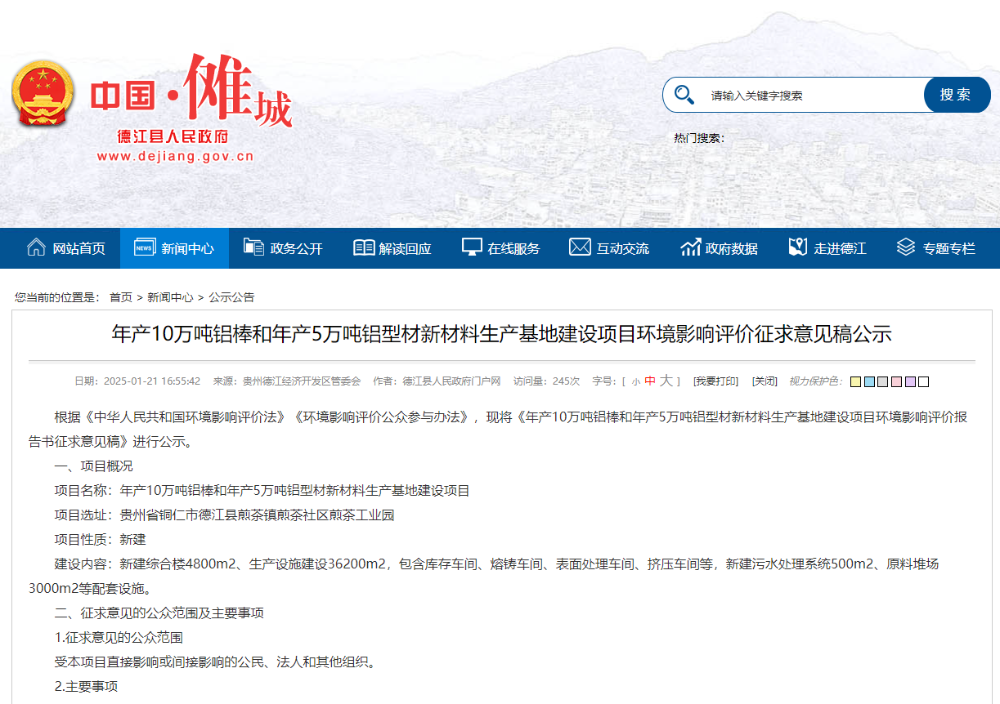 中国·傩城
德江县人民政府
www.dejiang.gov.cn
请输入关键字搜索
搜 索
热门搜索：
网站首页 NEWS 新闻中心 政务公开 解读回应 在线服务 互动交流 政府数据 走进德江 专题专栏
您当前的位置是： 首页 > 新闻中心 > 公示公告
年产10万吨铝棒和年产5万吨铝型材新材料生产基地建设项目环境影响评价征求意见稿公示
日期：2025-01-21 16:55:42 来源：贵州德江经济开发区管委会 作者：德江县人民政府门户网 访问量：245次 字号：[ 小 中 大 ] [我要打印] [关闭] 视力保护色：
根据《中华人民共和国环境影响评价法》《环境影响评价公众参与办法》，现将《年产10万吨铝棒和年产5万吨铝型材新材料生产基地建设项目环境影响评价报
告书征求意见稿》进行公示。
一、项目概况
项目名称：年产10万吨铝棒和年产5万吨铝型材新材料生产基地建设项目
项目选址：贵州省铜仁市德江县煎茶镇煎茶社区煎茶工业园
项目性质：新建
建设内容：新建综合楼4800m2、生产设施建设36200m2，包含库存车间、熔铸车间、表面处理车间、挤压车间等，新建污水处理系统500m2、原料堆场
3000m2等配套设施。
二、征求意见的公众范围及主要事项
1.征求意见的公众范围
受本项目直接影响或间接影响的公民、法人和其他组织。
2.主要事项